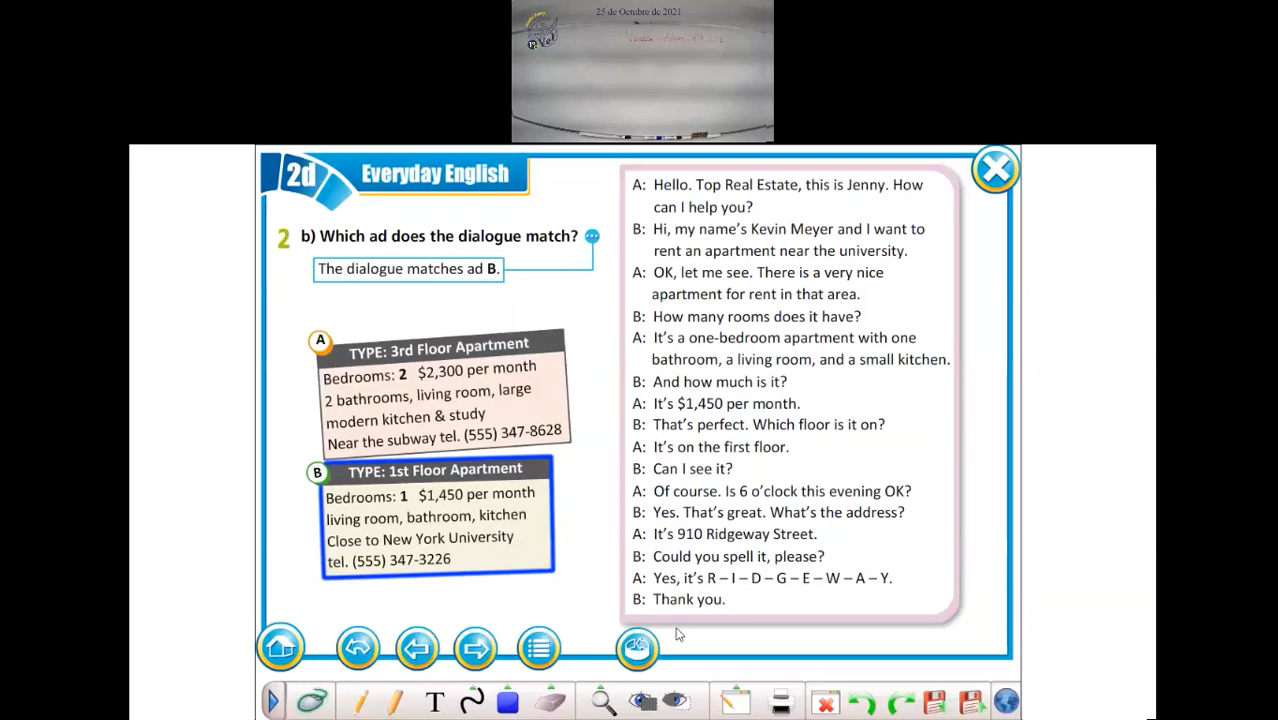 25 de Octubre de 2021
2d Everyday English
2 b) Which ad does the dialogue match?
The dialogue matches ad B.
A
TYPE: 3rd Floor Apartment
Bedrooms: 2 $2,300 per month
2 bathrooms, living room, large
modern kitchen & study
Near the subway tel. (555) 347-8628
B
TYPE: 1st Floor Apartment
Bedrooms: 1 $1,450 per month
living room, bathroom, kitchen
Close to New York University
tel. (555) 347-3226
A: Hello. Top Real Estate, this is Jenny. How
can I help you?
B: Hi, my name's Kevin Meyer and I want to
rent an apartment near the university.
A: OK, let me see. There is a very nice
apartment for rent in that area.
B: How many rooms does it have?
A: It's a one-bedroom apartment with one
bathroom, a living room, and a small kitchen.
B: And how much is it?
A: It's $1,450 per month.
B: That's perfect. Which floor is it on?
A: It's on the first floor.
B: Can I see it?
A: Of course. Is 6 o'clock this evening OK?
B: Yes. That's great. What's the address?
A: It's 910 Ridgeway Street.
B: Could you spell it, please?
A: Yes, it's R – I – D – G – E – W – A – Y.
B: Thank you.
T